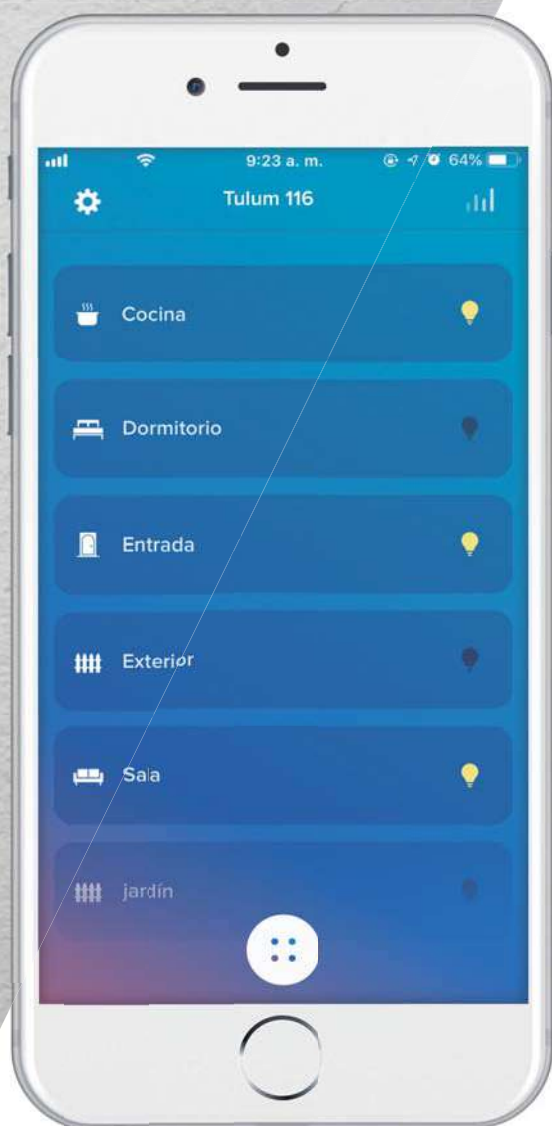 9:23 a. m.
64%
Tulum 116
Cocina
Dormitorio
Entrada
Exterior
Sala
jardín